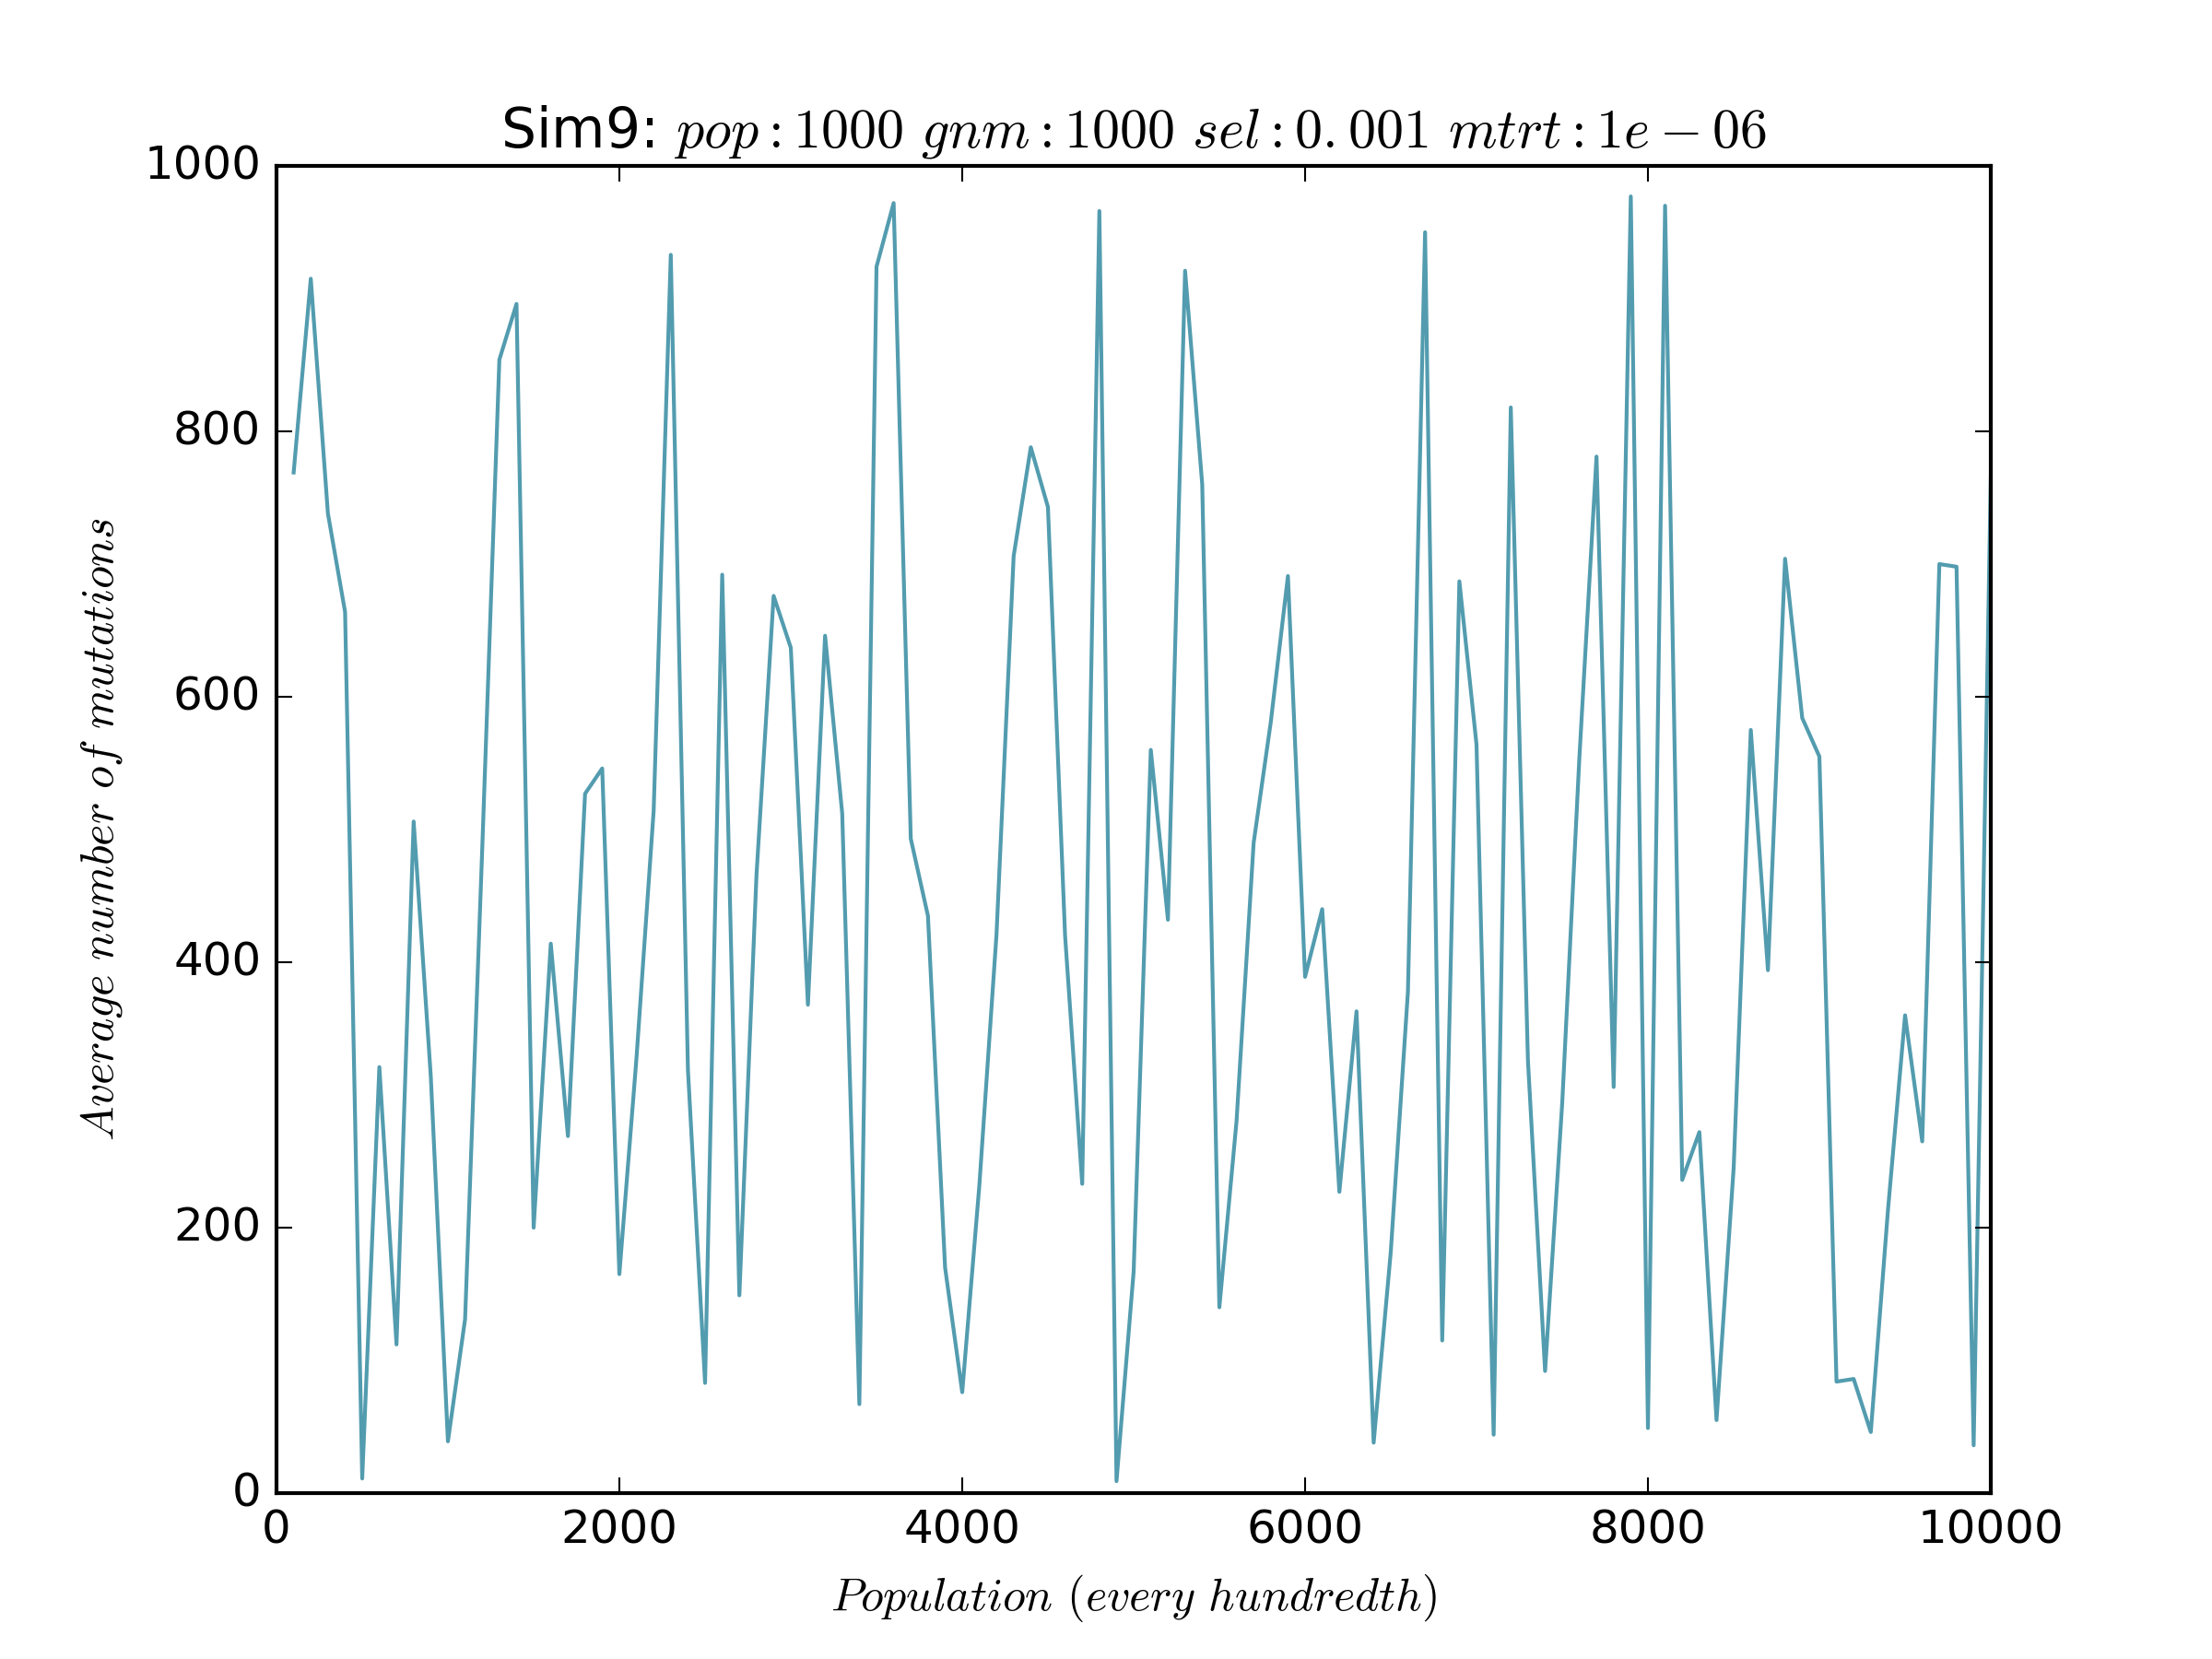 Sim9: pop : 1000 gnm : 1000 sel : 0.001 mtrt : 1e − 06
1000
800
600
400
200
0
Average number of mutations
0 2000 4000 6000 8000 10000
Population (every hundredth)